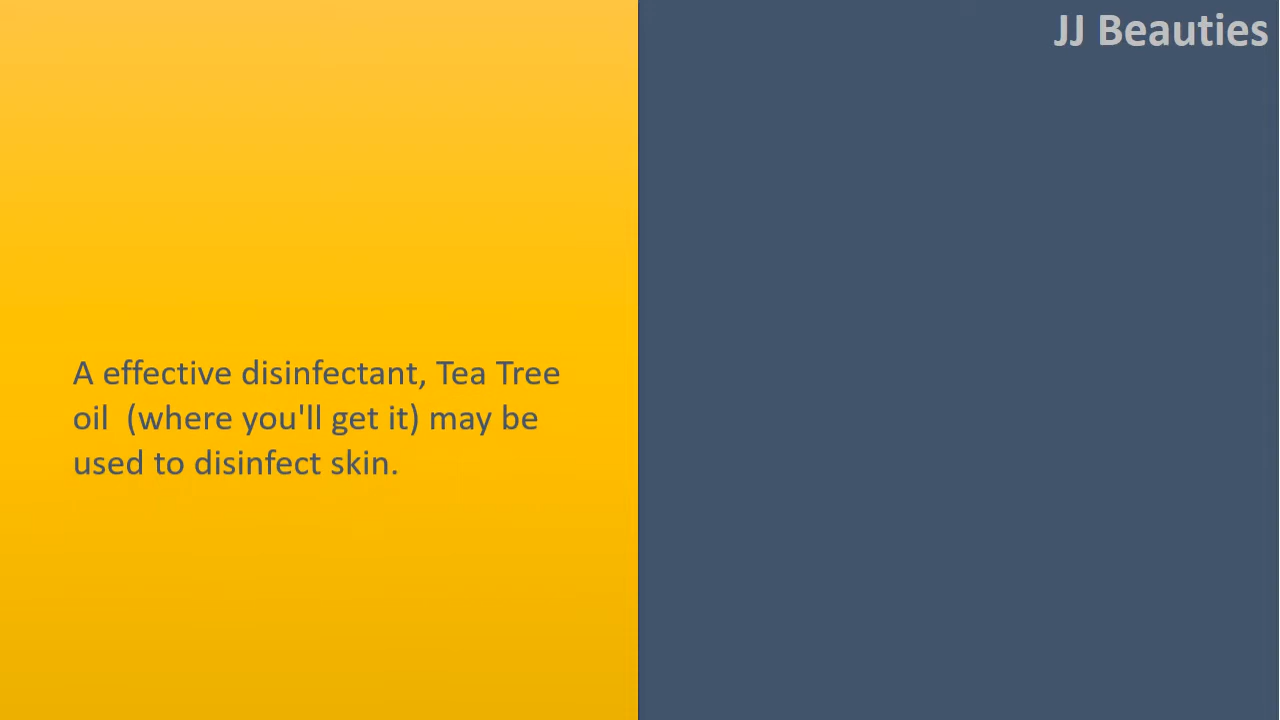 JJ Beauties
A effective disinfectant, Tea Tree
oil  (where you'll get it) may be
used to disinfect skin.